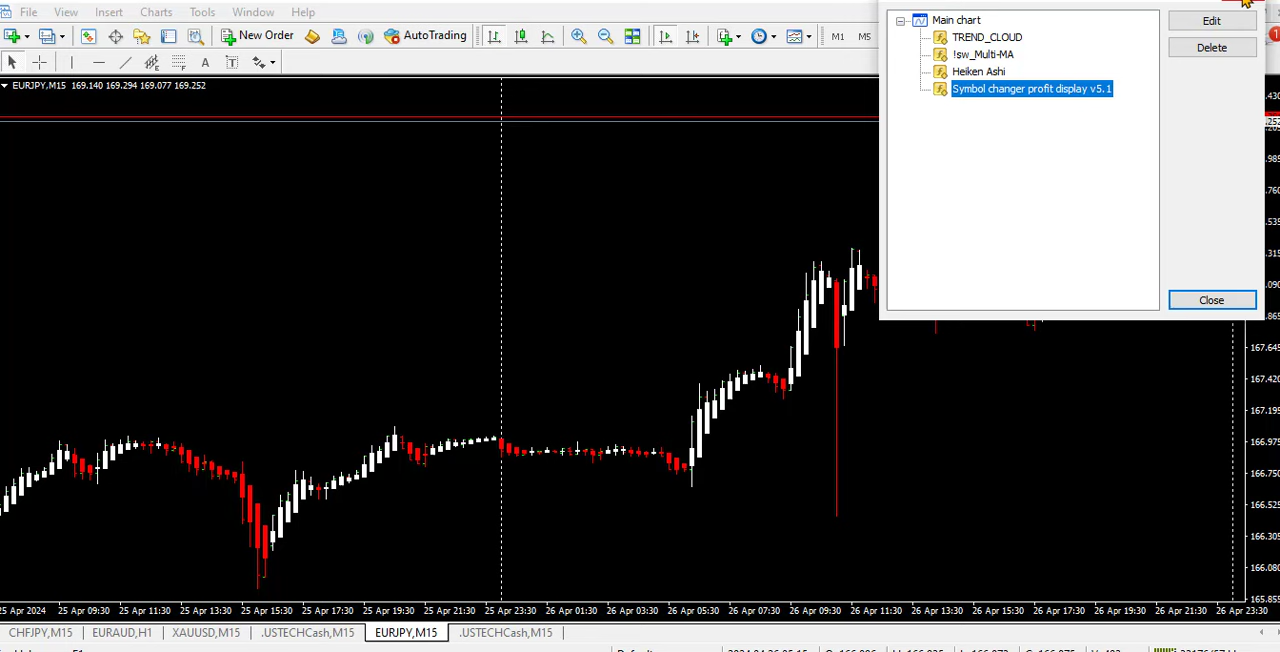 File View Insert Charts Tools Window Help
New Order AutoTrading M1 M5
EURJPY,M15 169.140 169.294 169.077 169.252
Main chart
TREND_CLOUD
!sw_Multi-MA
Heiken Ashi
Symbol changer profit display v5.1
Edit
Delete
Close
167.645
167.420
167.195
166.975
166.750
166.525
166.305
166.080
165.855
25 Apr 2024 25 Apr 09:30 25 Apr 11:30 25 Apr 13:30 25 Apr 15:30 25 Apr 17:30 25 Apr 19:30 25 Apr 21:30 25 Apr 23:30 26 Apr 01:30 26 Apr 03:30 26 Apr 05:30 26 Apr 07:30 26 Apr 09:30 26 Apr 11:30 26 Apr 13:30 26 Apr 15:30 26 Apr 17:30 26 Apr 19:30 26 Apr 21:30 26 Apr 23:30
CHFJPY,M15 EURAUD,H1 XAUUSD,M15 .USTECHCash,M15 EURJPY,M15 .USTECHCash,M15